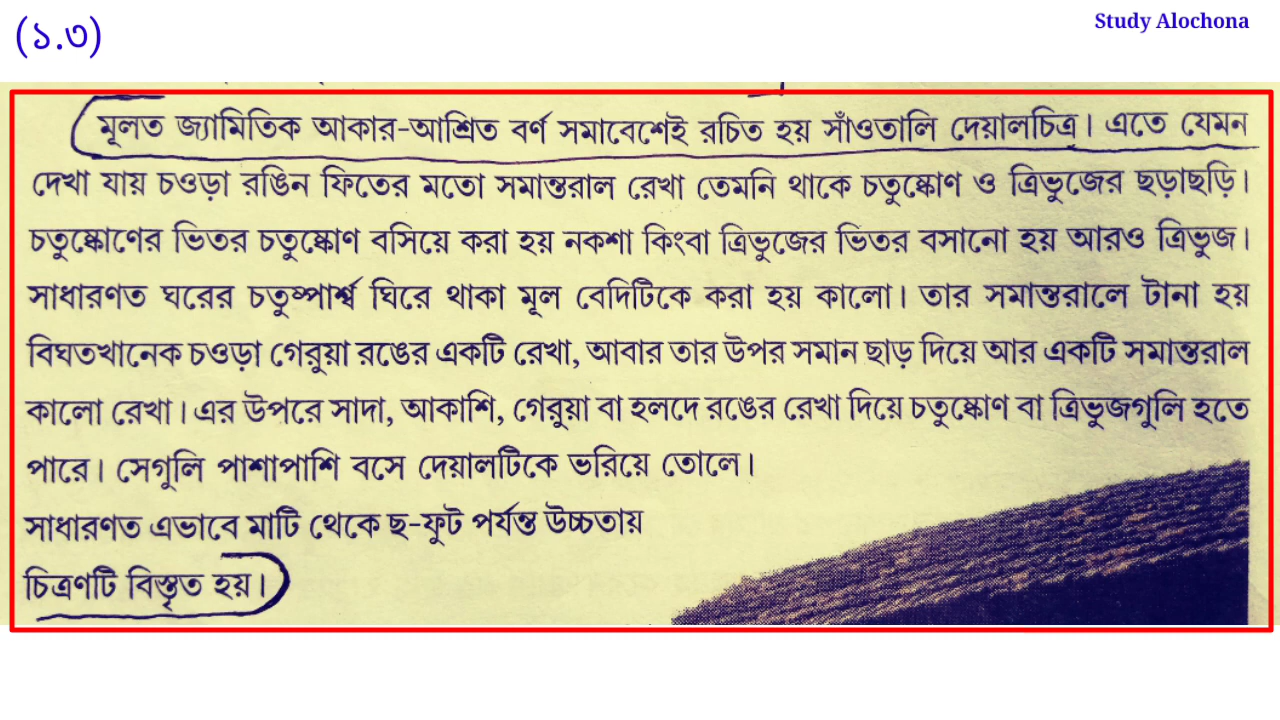 (১.৩)
Study Alochona
মূলত জ্যামিতিক আকার-আশ্রিত বর্ণ সমাবেশেই রচিত হয় সাঁওতালি দেয়ালচিত্র। এতে যেমন
দেখা যায় চওড়া রঙিন ফিতের মতো সমান্তরাল রেখা তেমনি থাকে চতুষ্কোণ ও ত্রিভুজের ছড়াছড়ি।
চতুষ্কোণের ভিতর চতুষ্কোণ বসিয়ে করা হয় নকশা কিংবা ত্রিভুজের ভিতর বসানো হয় আরও ত্রিভুজ।
সাধারণত ঘরের চতুষ্পার্শ্ব ঘিরে থাকা মূল বেদিটিকে করা হয় কালো। তার সমান্তরালে টানা হয়
বিঘতখানেক চওড়া গেরুয়া রঙের একটি রেখা, আবার তার উপর সমান ছাড় দিয়ে আর একটি সমান্তরাল
কালো রেখা। এর উপরে সাদা, আকাশি, গেরুয়া বা হলদে রঙের রেখা দিয়ে চতুষ্কোণ বা ত্রিভুজগুলি হতে
পারে। সেগুলি পাশাপাশি বসে দেয়ালটিকে ভরিয়ে তোলে।
সাধারণত এভাবে মাটি থেকে ছ-ফুট পর্যন্ত উচ্চতায়
চিত্রণটি বিস্তৃত হয়।